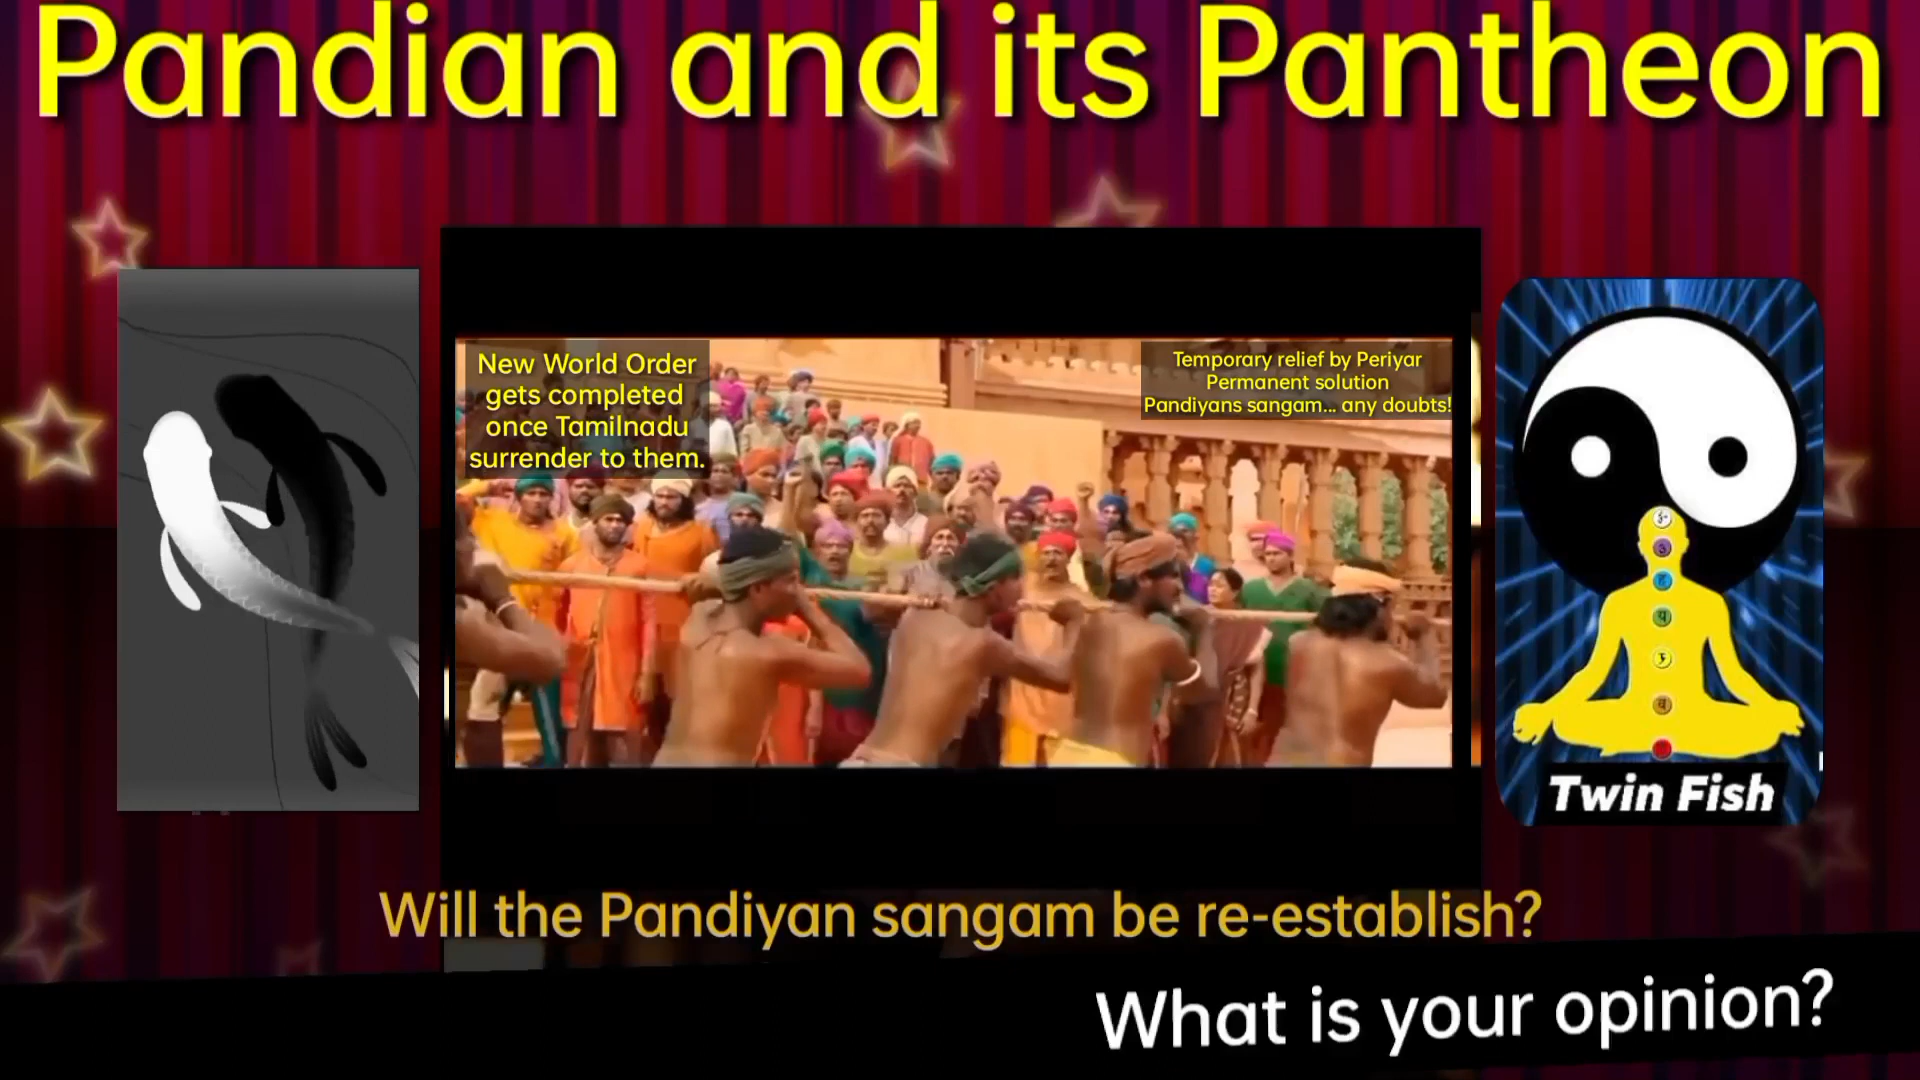 Pandian and its Pantheon
New World Order
gets completed
once Tamilnadu
surrender to them.
Temporary relief by Periyar
Permanent solution
Pandiyans sangam... any doubts!
Twin Fish
Will the Pandiyan sangam be re-establish?
What is your opinion?